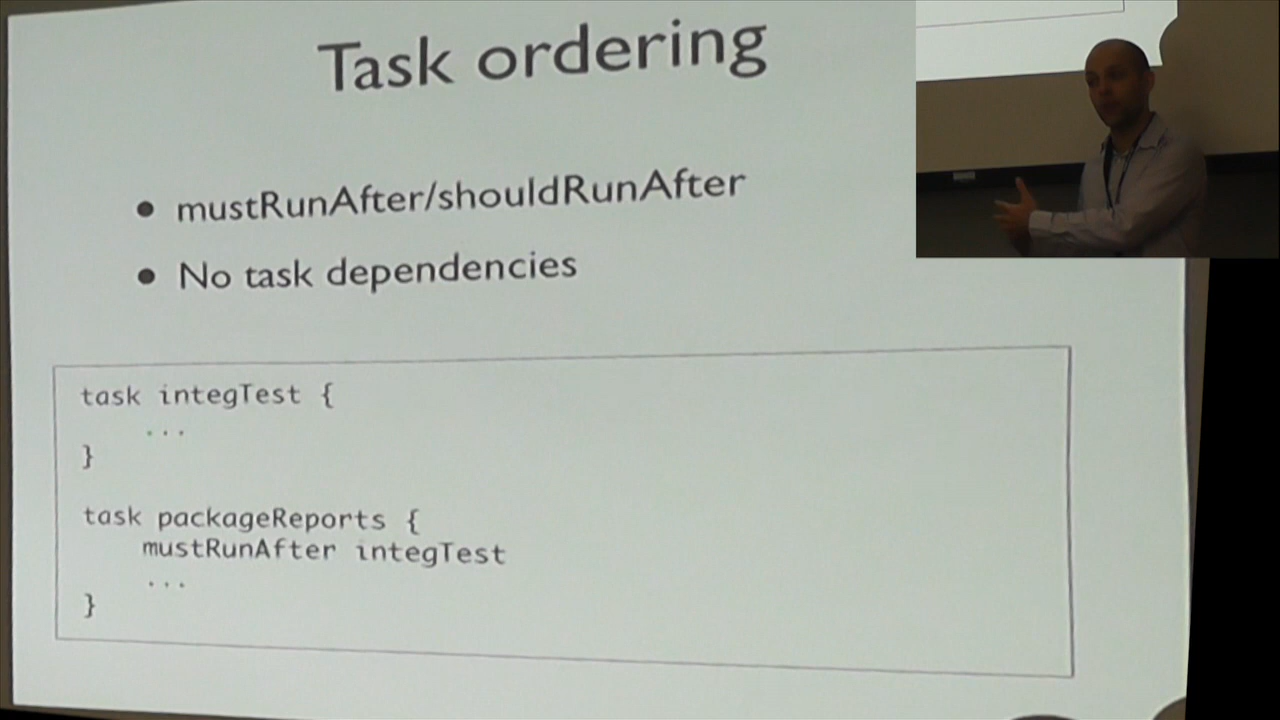 Task ordering
• mustRunAfter/shouldRunAfter
• No task dependencies
task integTest {
...
}
task packageReports {
mustRunAfter integTest
...
}